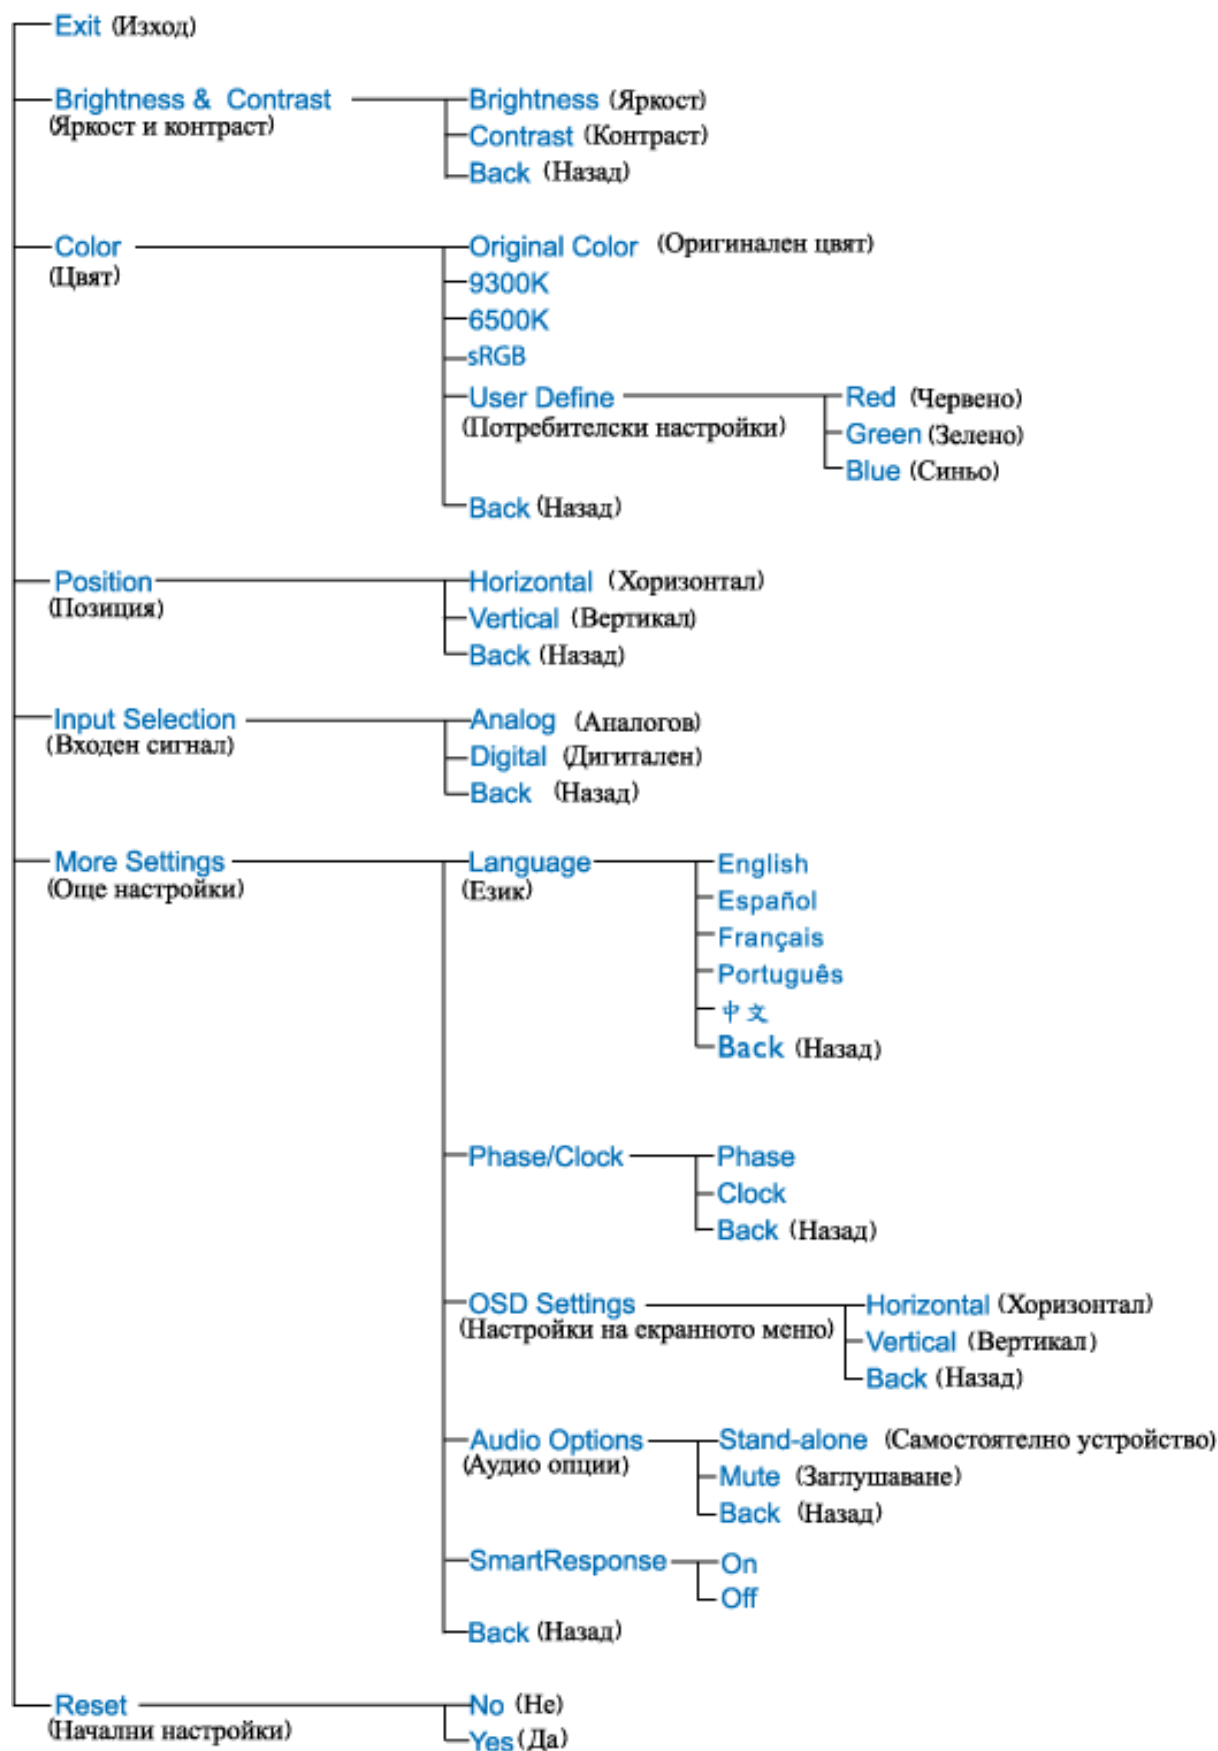 Exit (Изход)
Brightness & Contrast
(Яркост и контраст)
Brightness (Яркост)
Contrast (Контраст)
Back (Назад)
Color
(Цвят)
Original Color (Оригинален цвят)
9300K
6500K
sRGB
User Define
(Потребителски настройки)
Red (Червено)
Green (Зелено)
Blue (Синьо)
Back (Назад)
Position
(Позиция)
Horizontal (Хоризонтал)
Vertical (Вертикал)
Back (Назад)
Input Selection
(Входен сигнал)
Analog (Аналогов)
Digital (Дигитален)
Back (Назад)
More Settings
(Още настройки)
Language
(Език)
English
Español
Français
Português
中文
Back (Назад)
Phase/Clock
Phase
Clock
Back (Назад)
OSD Settings
(Настройки на екранното меню)
Horizontal (Хоризонтал)
Vertical (Вертикал)
Back (Назад)
Audio Options
(Аудио опции)
Stand-alone (Самостоятелно устройство)
Mute (Заглушаване)
Back (Назад)
SmartResponse
On
Off
Back (Назад)
Reset
(Начални настройки)
No (Не)
Yes (Да)